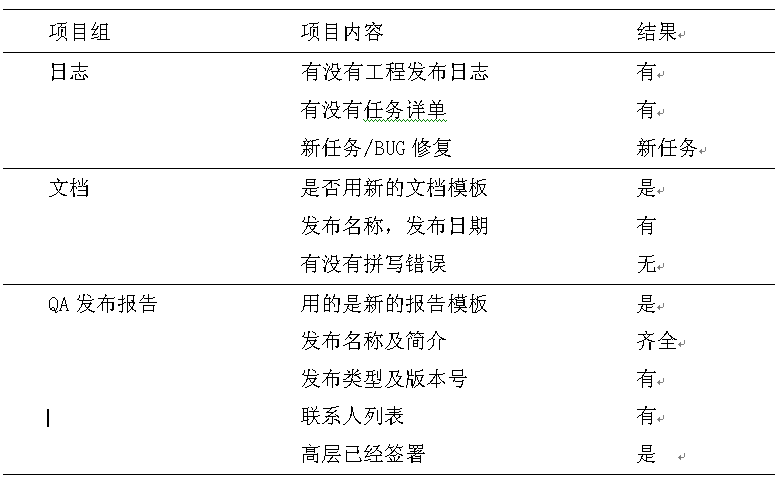 项目组 项目内容 结果
日志 有没有工程发布日志 有
有没有任务详单 有
新任务/BUG 修复 新任务
文档 是否用新的文档模板 是
发布名称，发布日期 有
有没有拼写错误 无
QA 发布报告 用的是新的报告模板 是
发布名称及简介 齐全
发布类型及版本号 有
联系人列表 有
高层已经签署 是